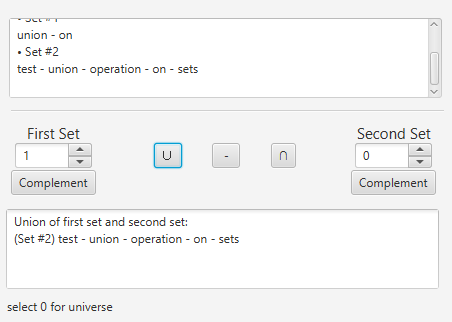 • Set #1
union - on
• Set #2
test - union - operation - on - sets
First Set
Second Set
1
∪
-
∩
0
Complement
Complement
Union of first set and second set:
(Set #2) test - union - operation - on - sets
select 0 for universe